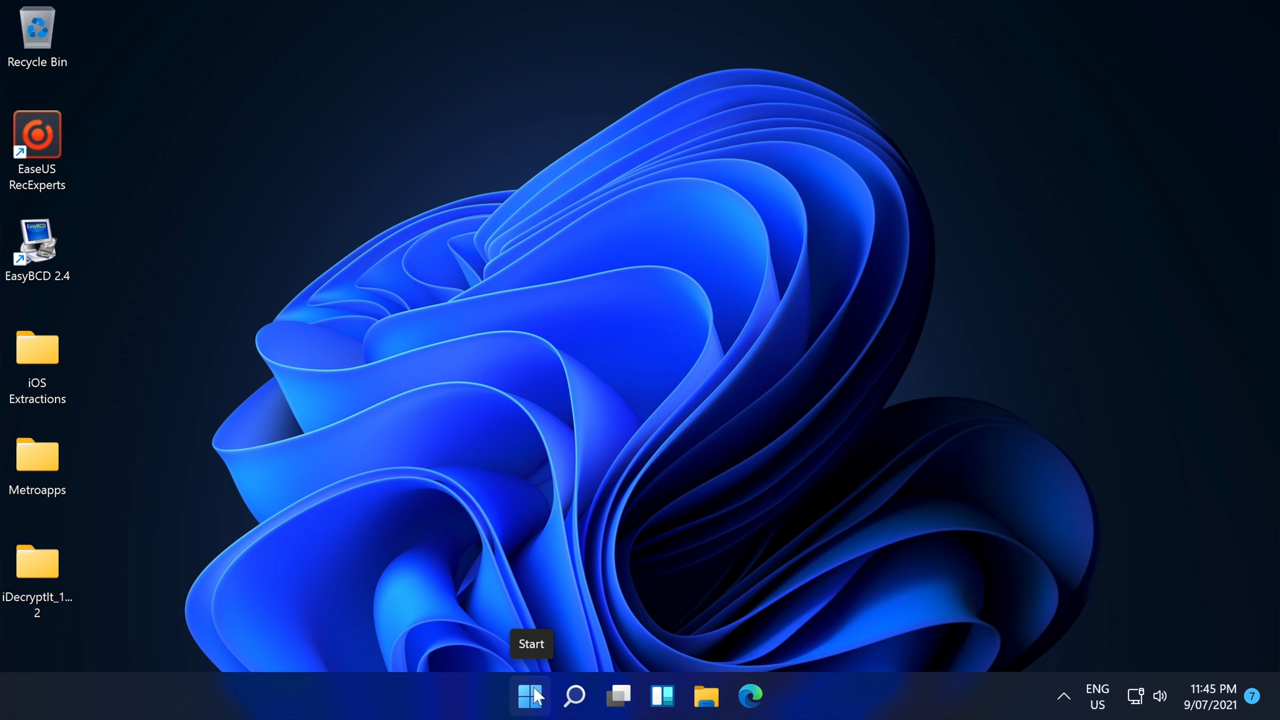 Recycle Bin
EaseUS
RecExperts
EasyBCD
EasyBCD 2.4
iOS
Extractions
Metroapps
iDecryptIt_1...
2
Start
ENG
US
11:45 PM
9/07/2021
7